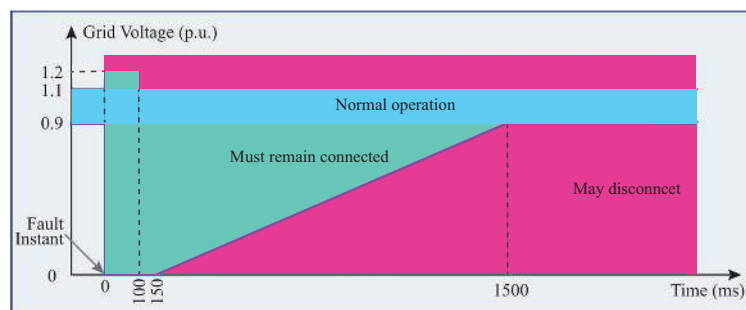 Grid Voltage (p.u.)
1.2
1.1
Normal operation
0.9
Must remain connected
May disconncet
Fault
Instant
0
0
100
150
1500
Time (ms)